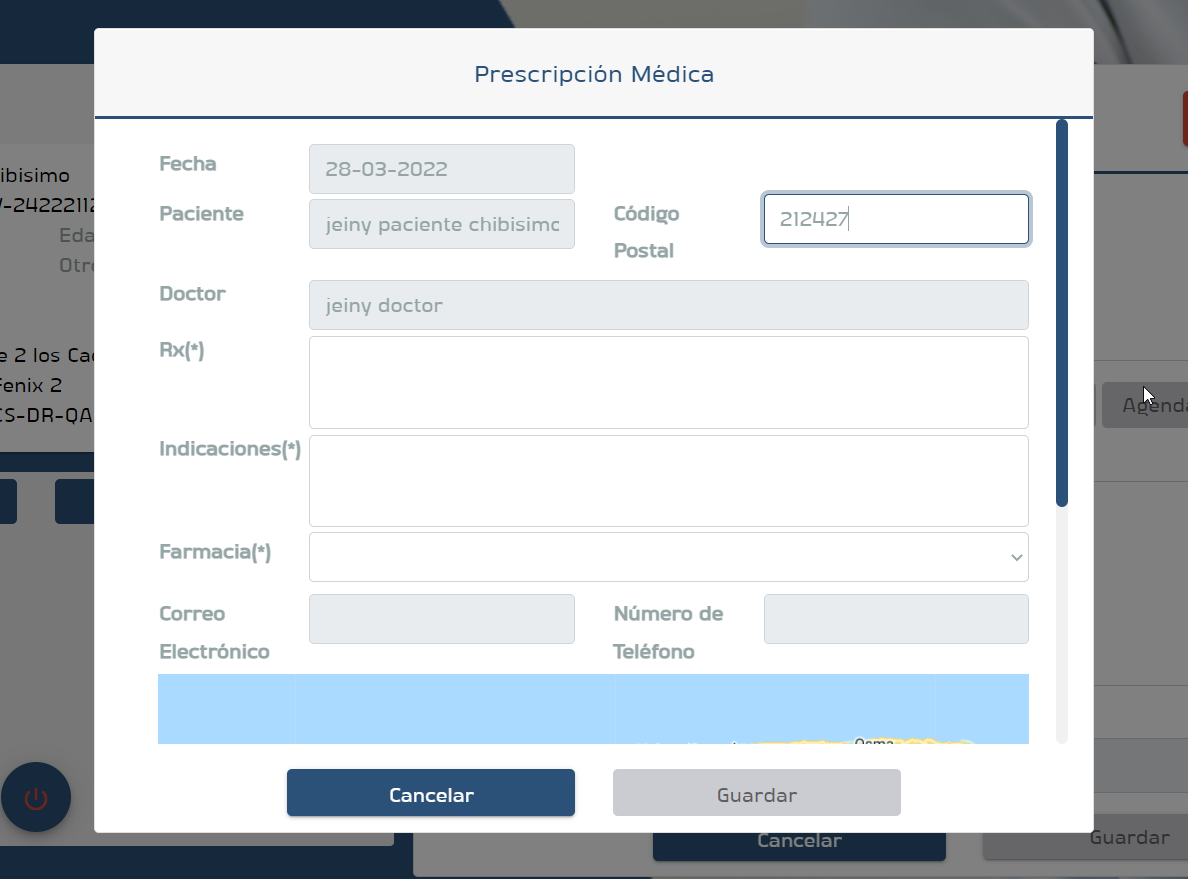 Prescripción Médica
Fecha
28-03-2022
Paciente
jeiny paciente chibisimo
Código
Postal
212427
Doctor
jeiny doctor
Rx(*)
Indicaciones(*)
Farmacia(*)
Correo
Electrónico
Número de
Teléfono
Osma
Cancelar
Guardar
ibisimo
-24222112
Eda
Otro
e 2 los Cao
Fenix 2
CS-DR-QA
Agenda
Cancelar
Guardar